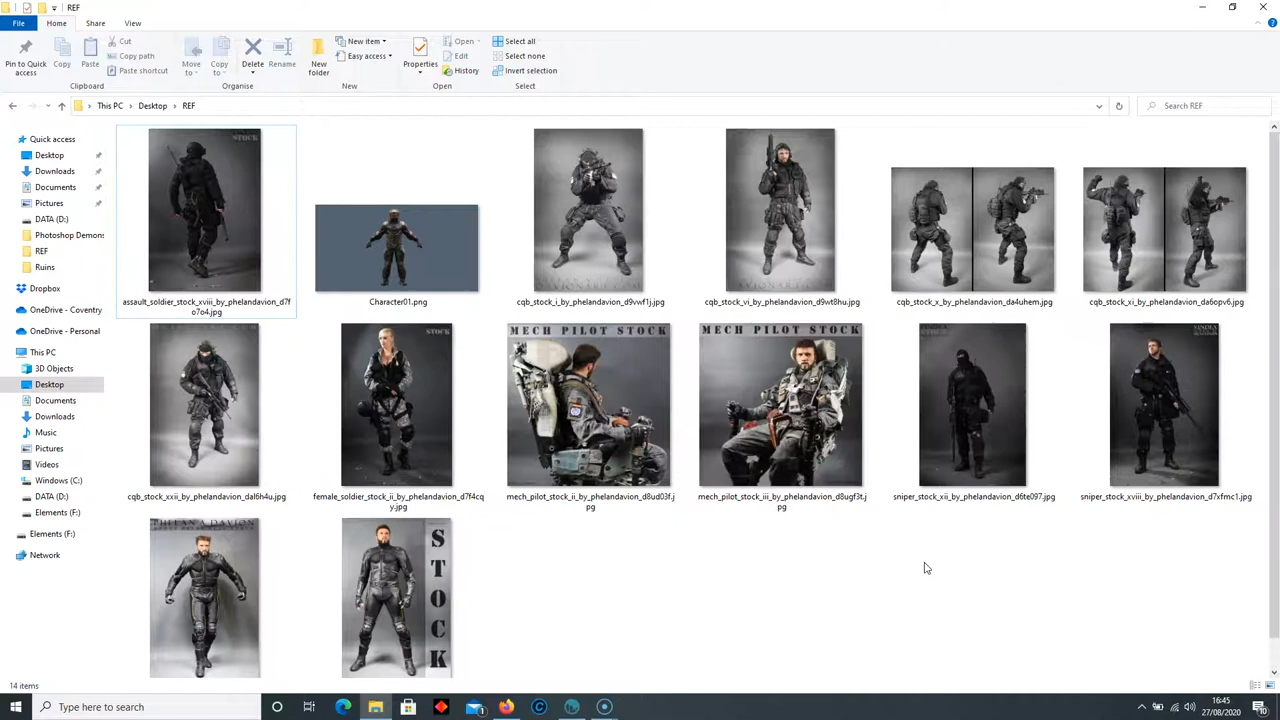 REF
File
Home
Share
View
Pin to Quick access
Copy
Paste
Cut
Copy path
Paste shortcut
Clipboard
Move to
Copy to
Delete
Rename
Organise
New folder
New item
Easy access
New
Properties
Open
Edit
History
Open
Select all
Select none
Invert selection
Select
This PC
Desktop
REF
Search REF
Quick access
Desktop
Downloads
Documents
Pictures
DATA (D:)
Photoshop Demons
REF
Ruins
Dropbox
OneDrive - Coventry
OneDrive - Personal
This PC
3D Objects
Desktop
Documents
Downloads
Music
Pictures
Videos
Windows (C:)
DATA (D:)
Elements (F:)
Elements (F:)
Network
STOCK
assault_soldier_stock_xviii_by_phelandavion_d7f
o7o4.jpg
Character01.png
cqb_stock_i_by_phelandavion_d9vwf1j.jpg
cqb_stock_vi_by_phelandavion_d9wt8hu.jpg
cqb_stock_x_by_phelandavion_da4uhem.jpg
cqb_stock_xi_by_phelandavion_da6opv6.jpg
STOCK
MECH PILOT STOCK
MECH PILOT STOCK
cqb_stock_xxii_by_phelandavion_dal6h4u.jpg
female_soldier_stock_ii_by_phelandavion_d7f4cq
y.jpg
mech_pilot_stock_ii_by_phelandavion_d8ud03f.j
pg
mech_pilot_stock_iii_by_phelandavion_d8ugf3t.j
pg
sniper_stock_xii_by_phelandavion_d6te097.jpg
sniper_stock_xviii_by_phelandavion_d7xfmc1.jpg
STOCK
14 items
Type here to search
16:45
27/08/2020